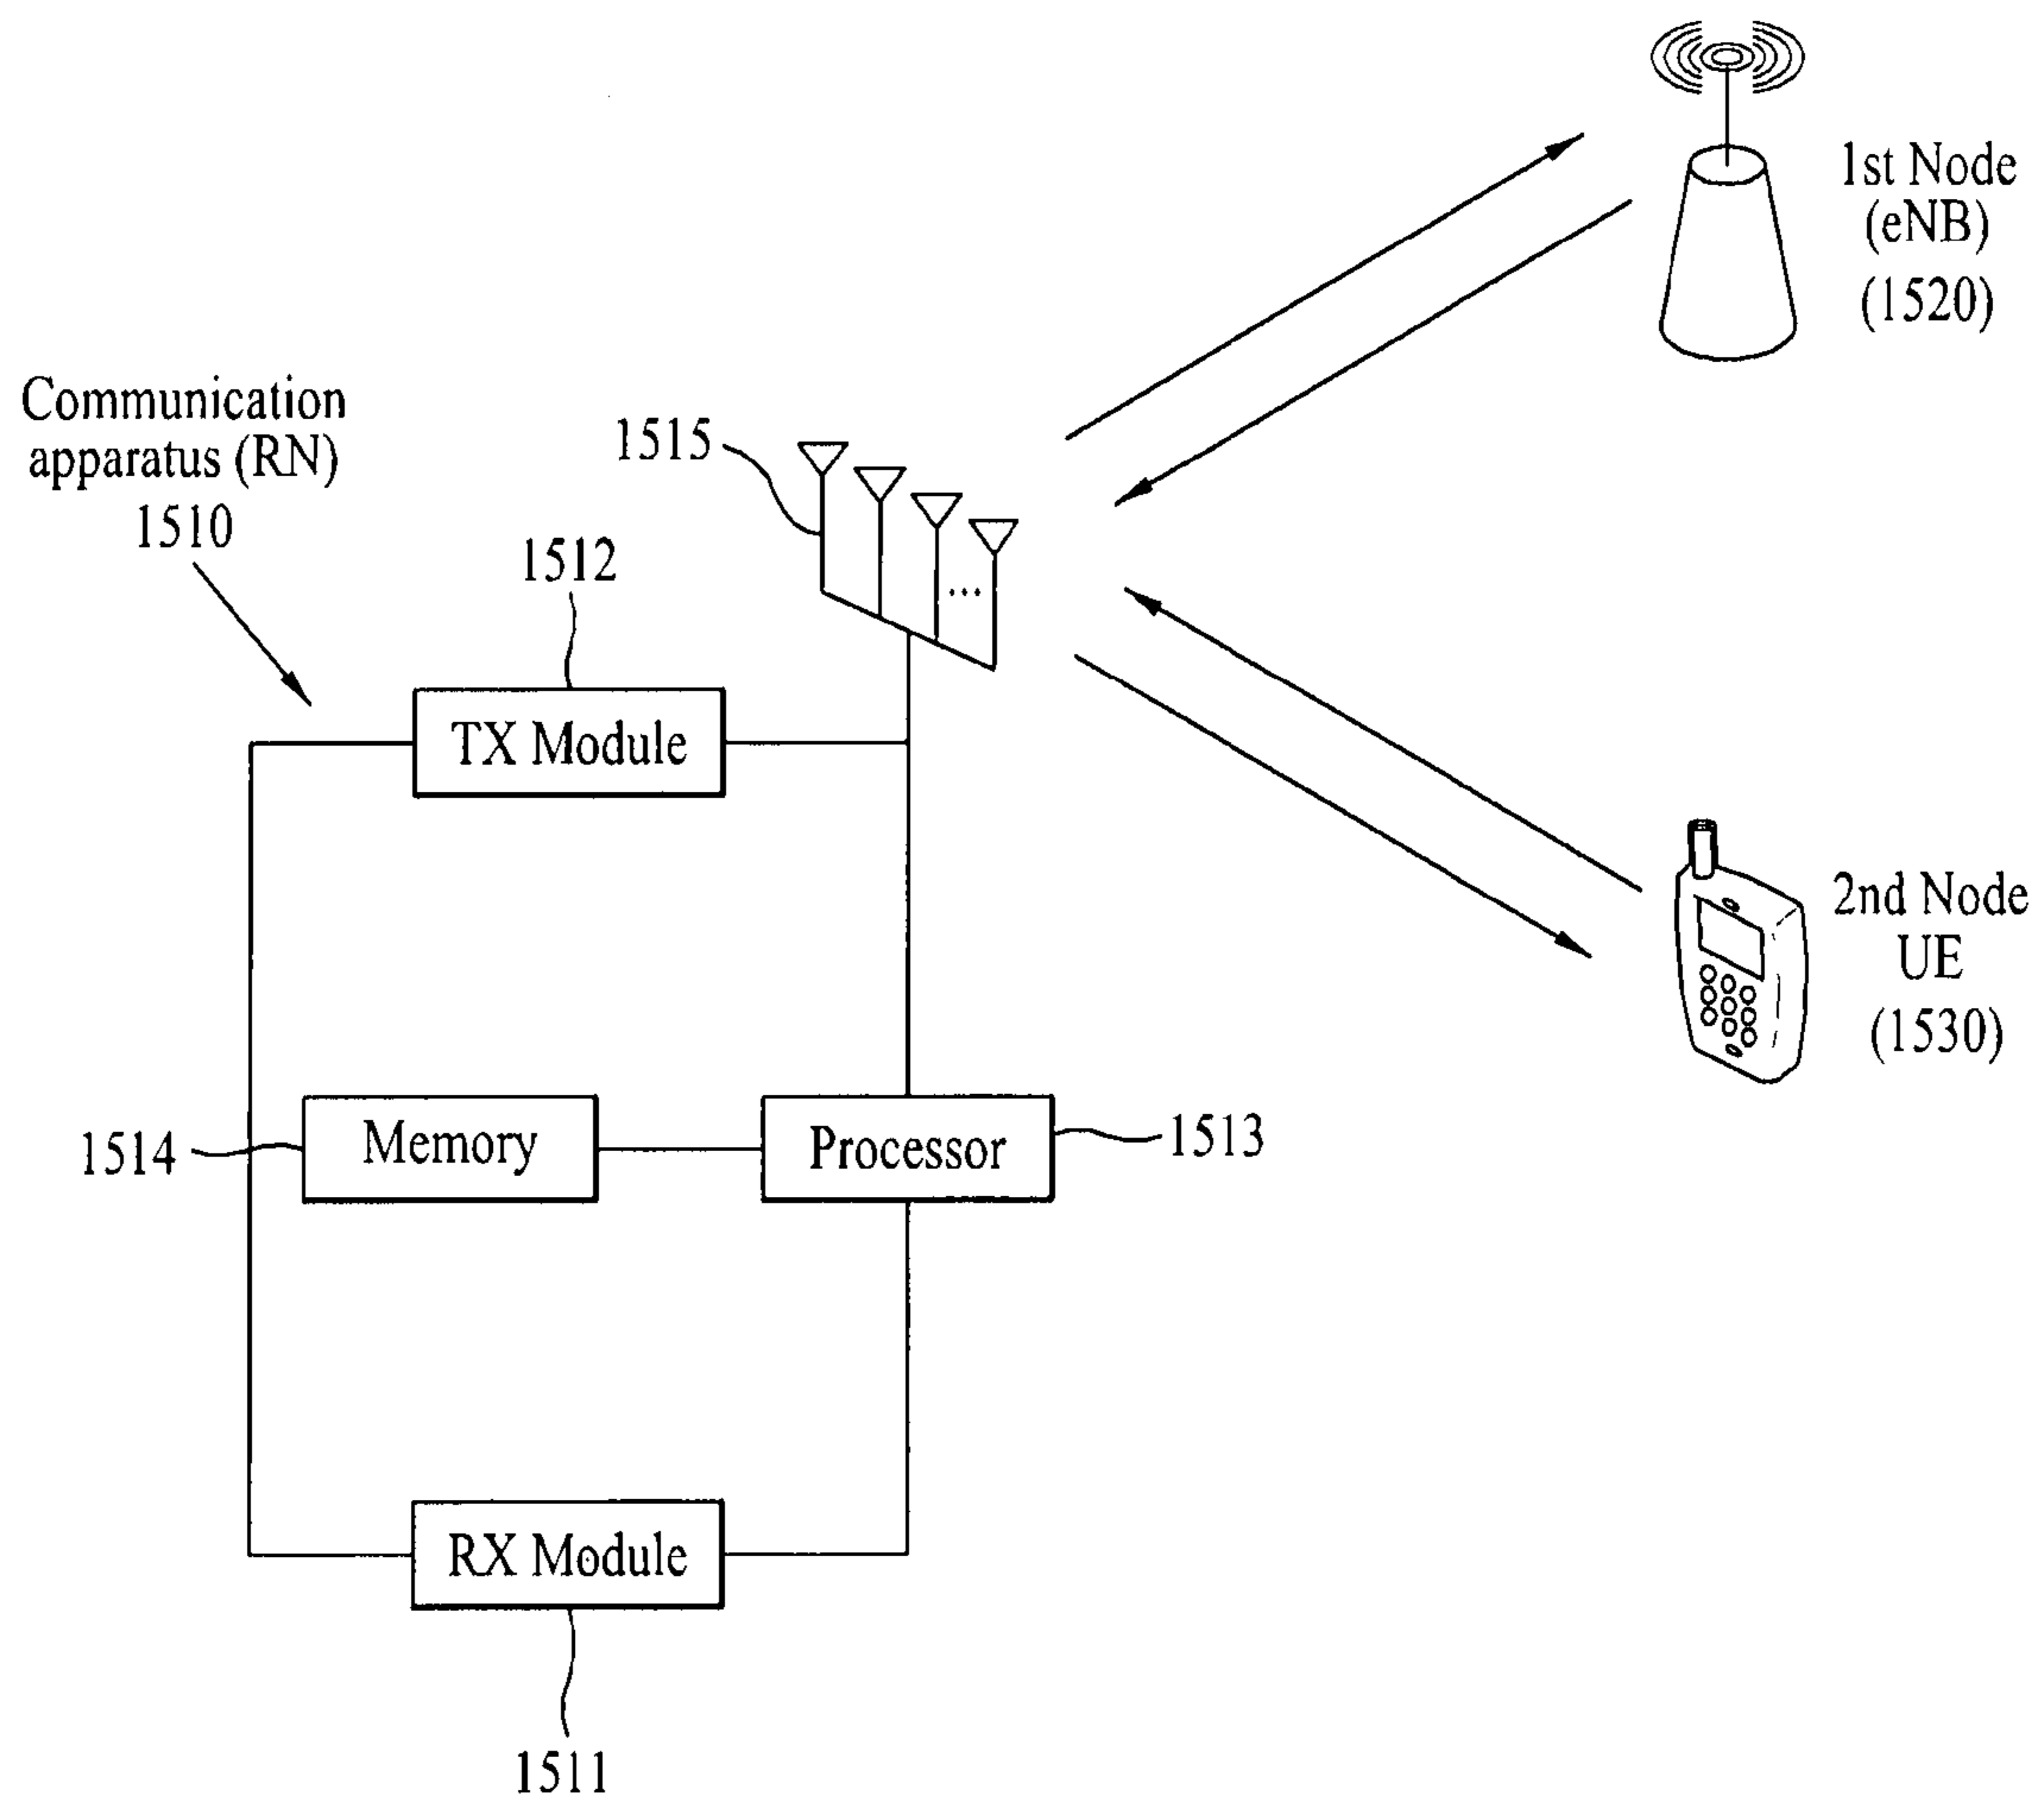 1st Node
(eNB)
(1520)
Communication
apparatus (RN)
1510
1515
1512
...
TX Module
2nd Node
UE
(1530)
1514
Memory
Processor
1513
RX Module
1511